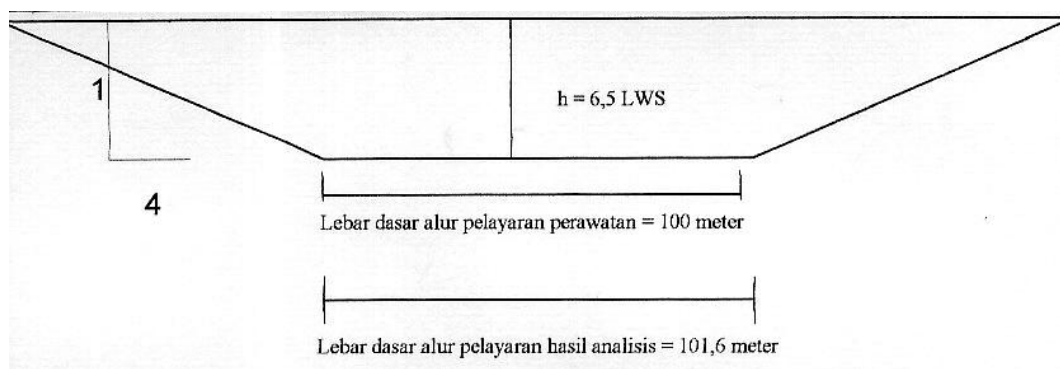 1
h = 6,5 LWS
4
Lebar dasar alur pelayaran perawatan = 100 meter
Lebar dasar alur pelayaran hasil analisis = 101,6 meter